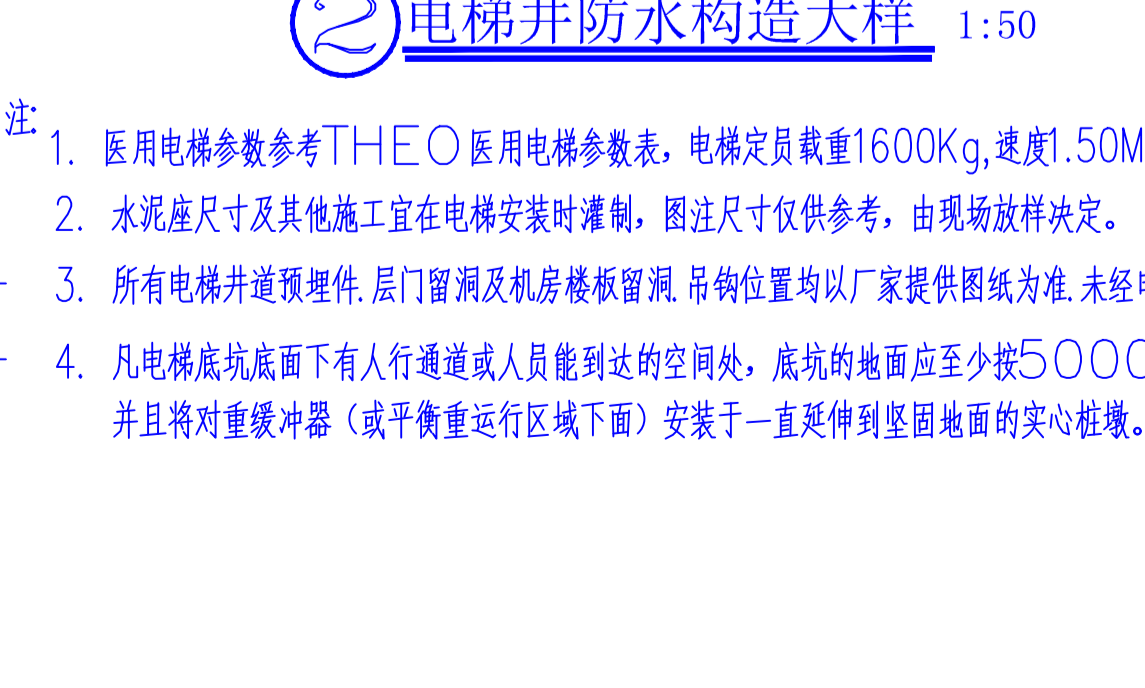 2 电梯井防水构造大样 1:50
注:
1. 医用电梯参数参考THEO医用电梯参数表，电梯定员载重1600Kg,速度1.50M
2. 水泥座尺寸及其他施工宜在电梯安装时灌制，图注尺寸仅供参考，由现场放样决定。
3. 所有电梯井道预埋件.层门留洞及机房楼板留洞.吊钩位置均以厂家提供图纸为准.未经
4. 凡电梯底坑底面下有人行通道或人员能到达的空间处，底坑的地面应至少按500
并且将对重缓冲器（或平衡重运行区域下面）安装于一直延伸到坚固地面的实心桩墩。